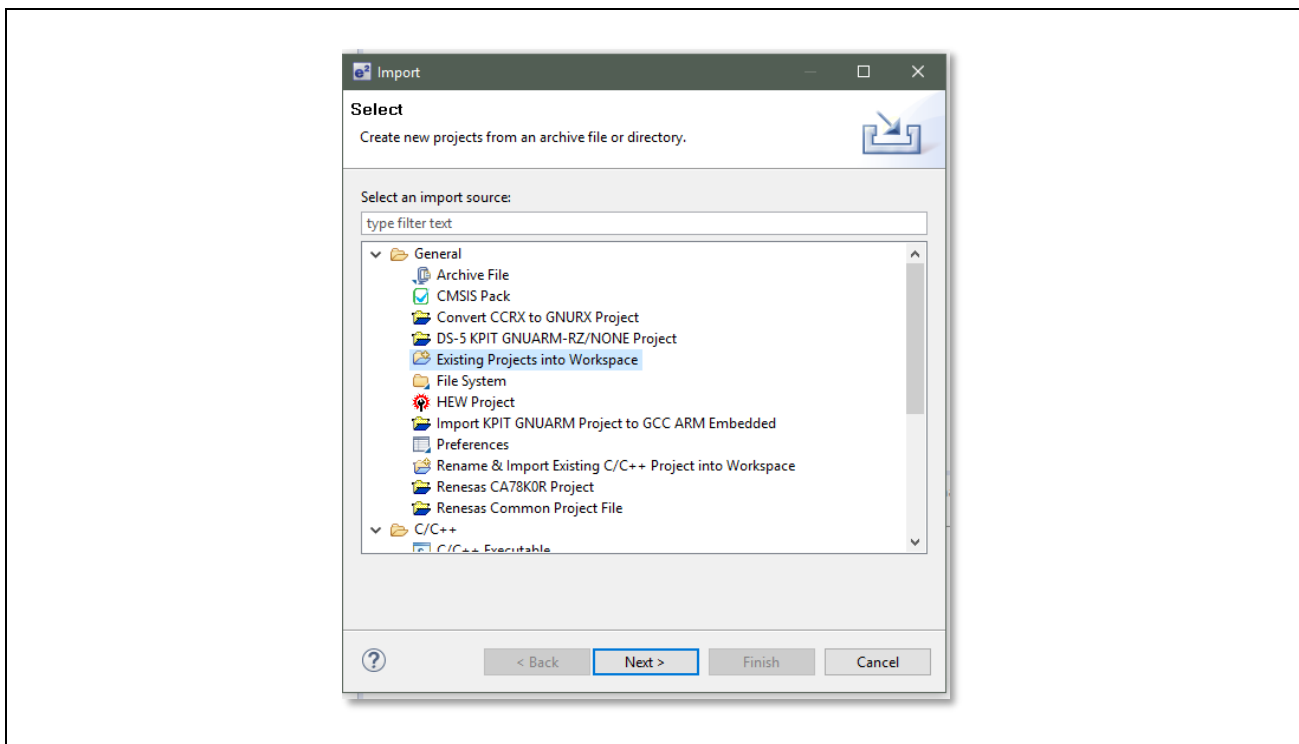 e² Import
Select
Create new projects from an archive file or directory.
Select an import source:
type filter text
General
Archive File
CMSIS Pack
Convert CCRX to GNURX Project
DS-5 KPIT GNUARM-RZ/NONE Project
Existing Projects into Workspace
File System
HEW Project
Import KPIT GNUARM Project to GCC ARM Embedded
Preferences
Rename & Import Existing C/C++ Project into Workspace
Renesas CA78K0R Project
Renesas Common Project File
C/C++
C/C++ Executable
? < Back Next > Finish Cancel